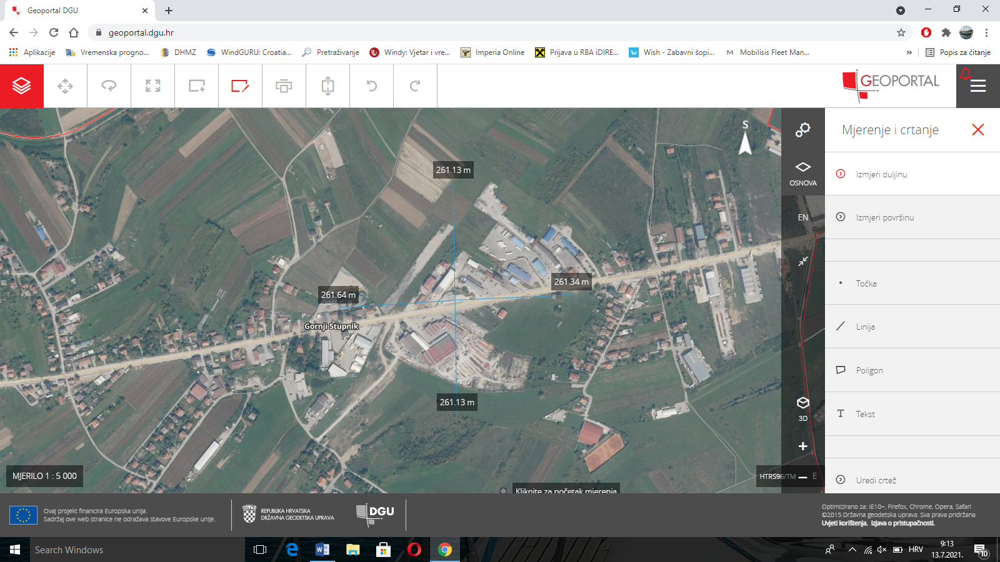 Geoportal DGU
geoportal.dgu.hr
Aplikacije
Vremenska progno...
DHMZ
WindGURU: Croatia...
Pretraživanje
Windy: Vjetar i vre...
Imperia Online
Prijava u RBA iDIRE...
Wish - Zabavni šopi...
Mobilisis Fleet Man...
»
Popis za čitanje
GEOPORTAL
Mjerenje i crtanje
S
OSNOVA
EN
3D
Izmjeri duljinu
Izmjeri površinu
Točka
Linija
Poligon
Tekst
Uredi crtež
261.13 m
261.34 m
261.64 m
Gornji Stupnik
261.13 m
MJERILO 1 : 5 000
HTRS96/TM
E
Kliknite za početak mjerenja
Ovaj projekt financira Europska unija.
Sadržaj ove web stranice ne odražava stavove Europske unije.
REPUBLIKA HRVATSKA
DRŽAVNA GEODETSKA UPRAVA
DGU
Optimizirano za: IE10+, Firefox, Chrome, Opera, Safari
©2015 Državna geodetska uprava. Sva prava pridržana
Uvjeti korištenja. Izjava o pristupačnosti.
Search Windows
HRV
9:13
13.7.2021.
10